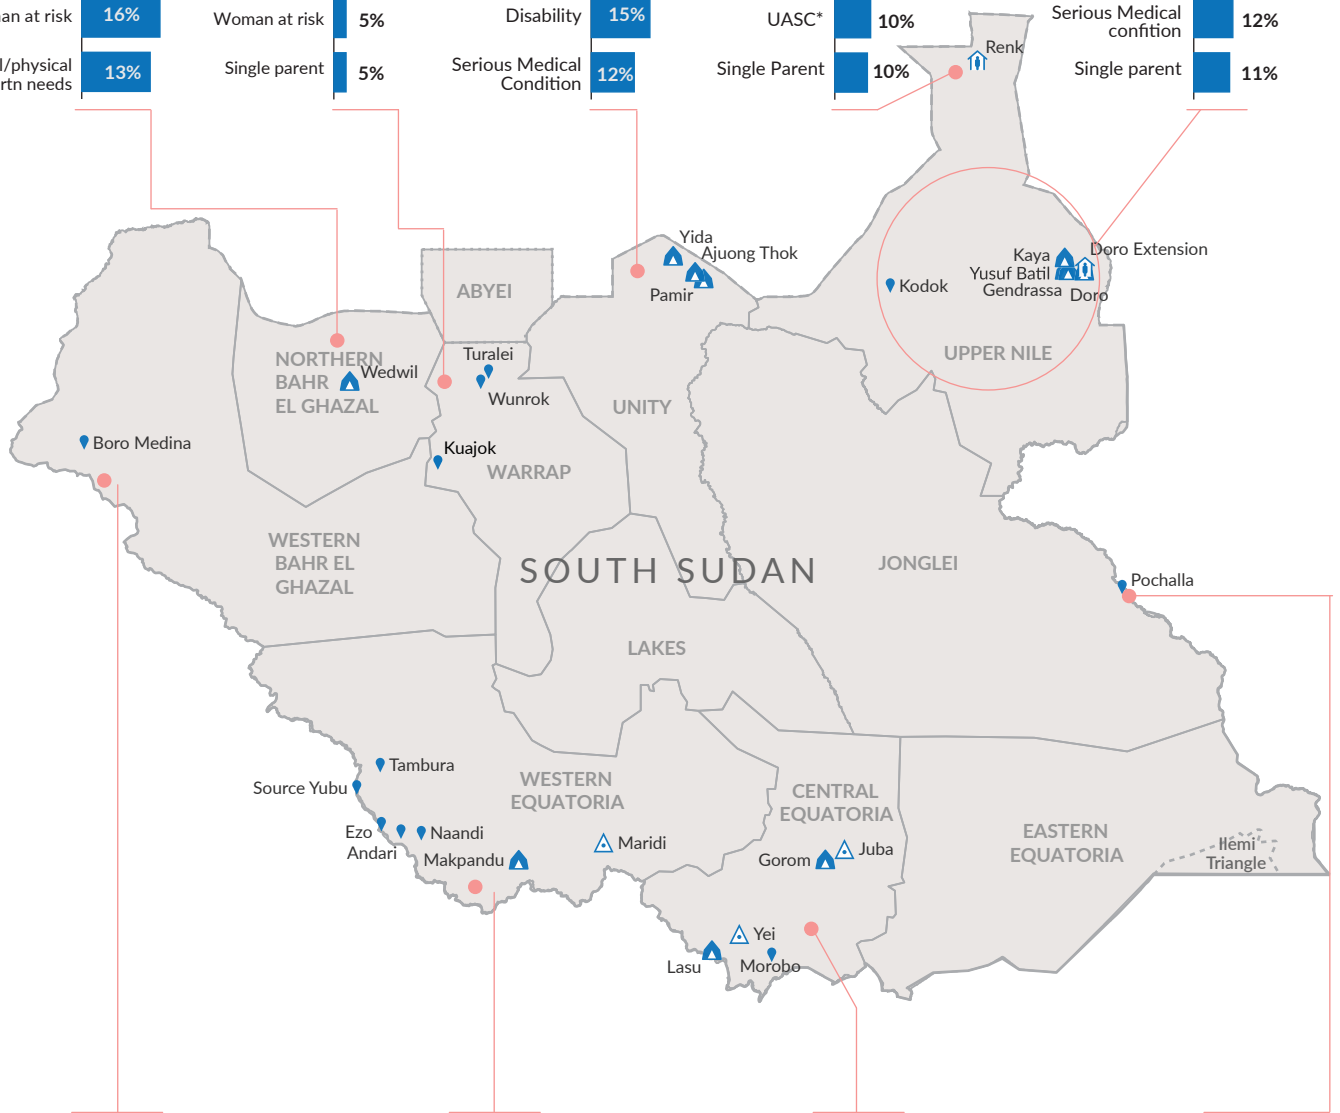 an at risk
16%
l/physical
rtn needs
13%
Woman at risk
5%
Single parent
5%
Disability
15%
Serious Medical
Condition
12%
UASC*
10%
Single Parent
10%
Serious Medical
confition
12%
Single parent
11%
Renk
Yida
Ajuong Thok
Pamir
Kaya
Doro Extension
Yusuf Batil
Gendrassa
Doro
Kodok
UPPER NILE
ABYEI
NORTHERN
BAHR
EL GHAZAL
Wedwil
Turalei
Wunrok
UNITY
Boro Medina
Kuajok
WARRAP
WESTERN
BAHR EL
GHAZAL
SOUTH SUDAN
JONGLEI
Pochalla
LAKES
Tambura
Source Yubu
WESTERN
EQUATORIA
CENTRAL
EQUATORIA
EASTERN
EQUATORIA
Ilemi
Triangle
Ezo
Andari
Naandi
Makpandu
Maridi
Gorom
Juba
Yei
Lasu
Morobo